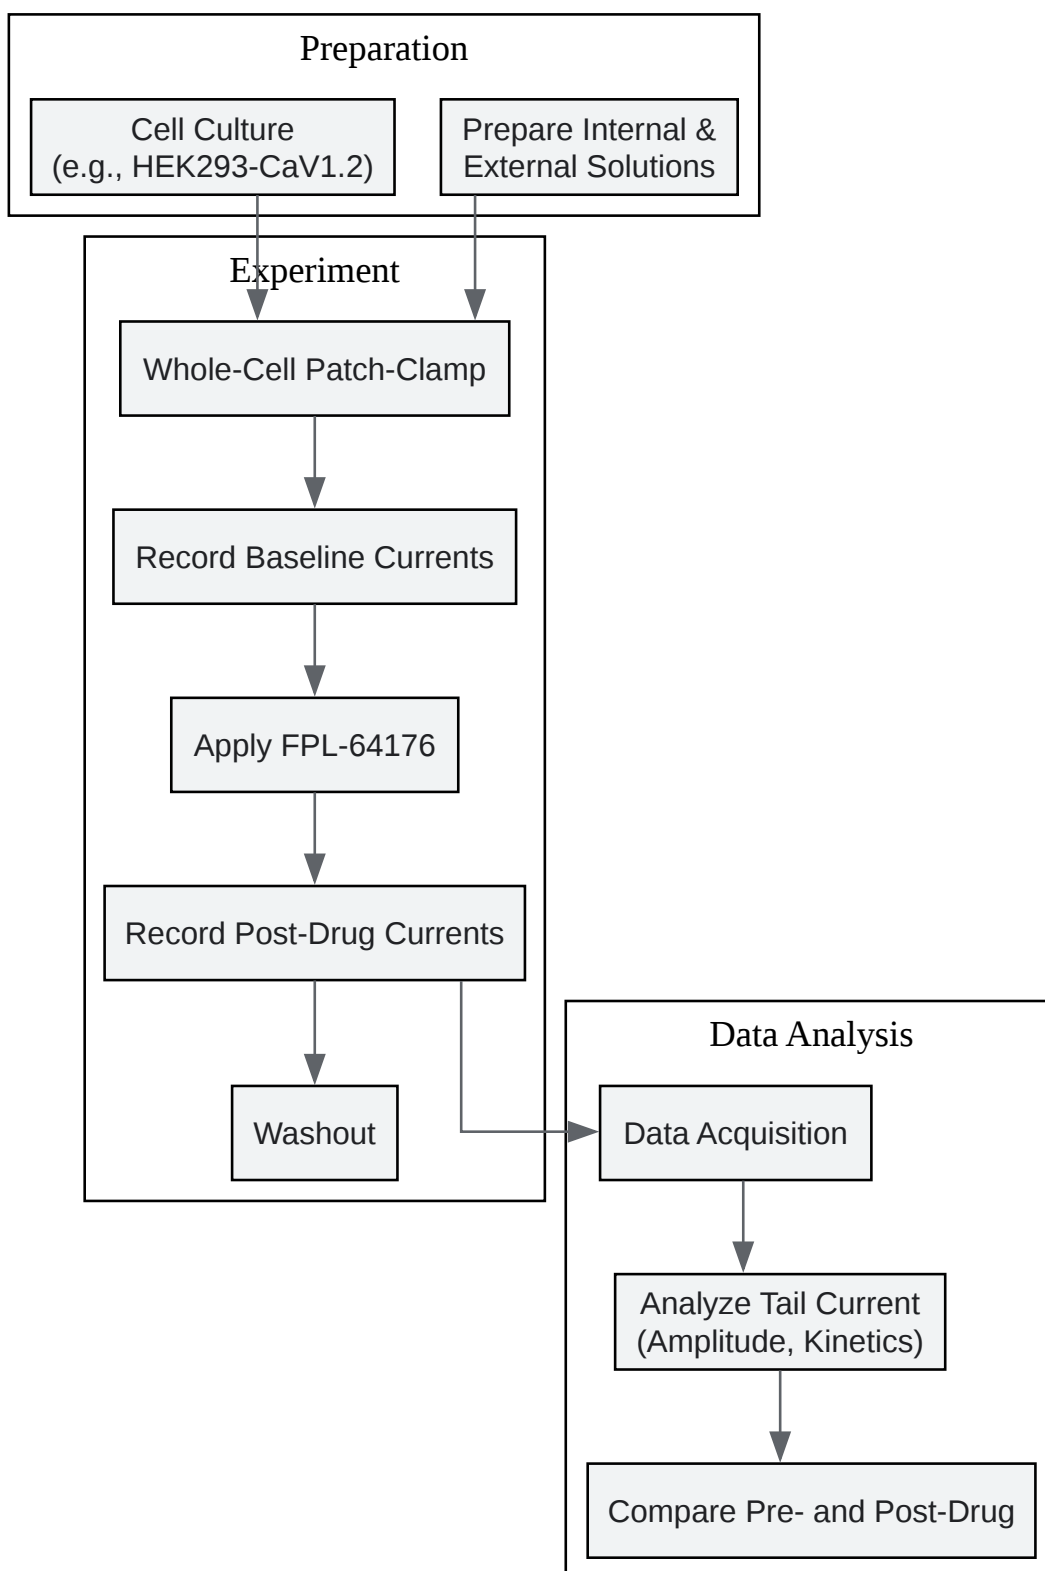 Preparation
Cell Culture
(e.g., HEK293-CaV1.2)
Prepare Internal &
External Solutions
Experiment
Whole-Cell Patch-Clamp
Record Baseline Currents
Apply FPL-64176
Record Post-Drug Currents
Washout
Data Analysis
Data Acquisition
Analyze Tail Current
(Amplitude, Kinetics)
Compare Pre- and Post-Drug